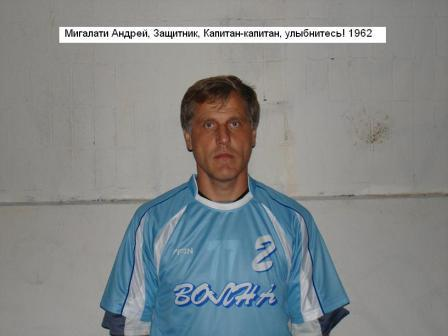 Мигалати Андрей, Защитник, Капитан-капитан, улыбнитесь! 1962
2
ВОЛНА